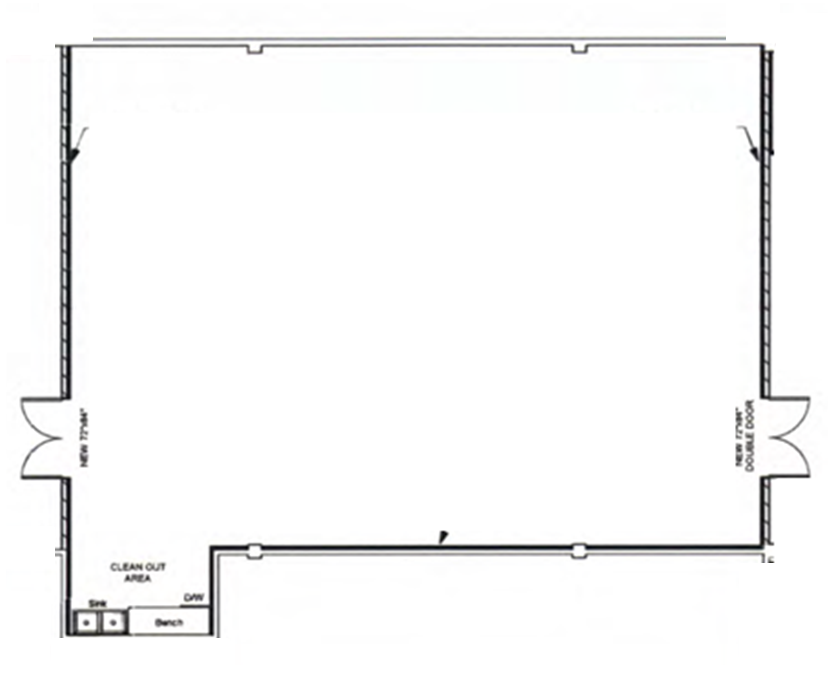 NEW 72"x84"
NEW 72"x84"
DOUBLE DOOR
CLEAN OUT
AREA
Sink
D/W
Bench